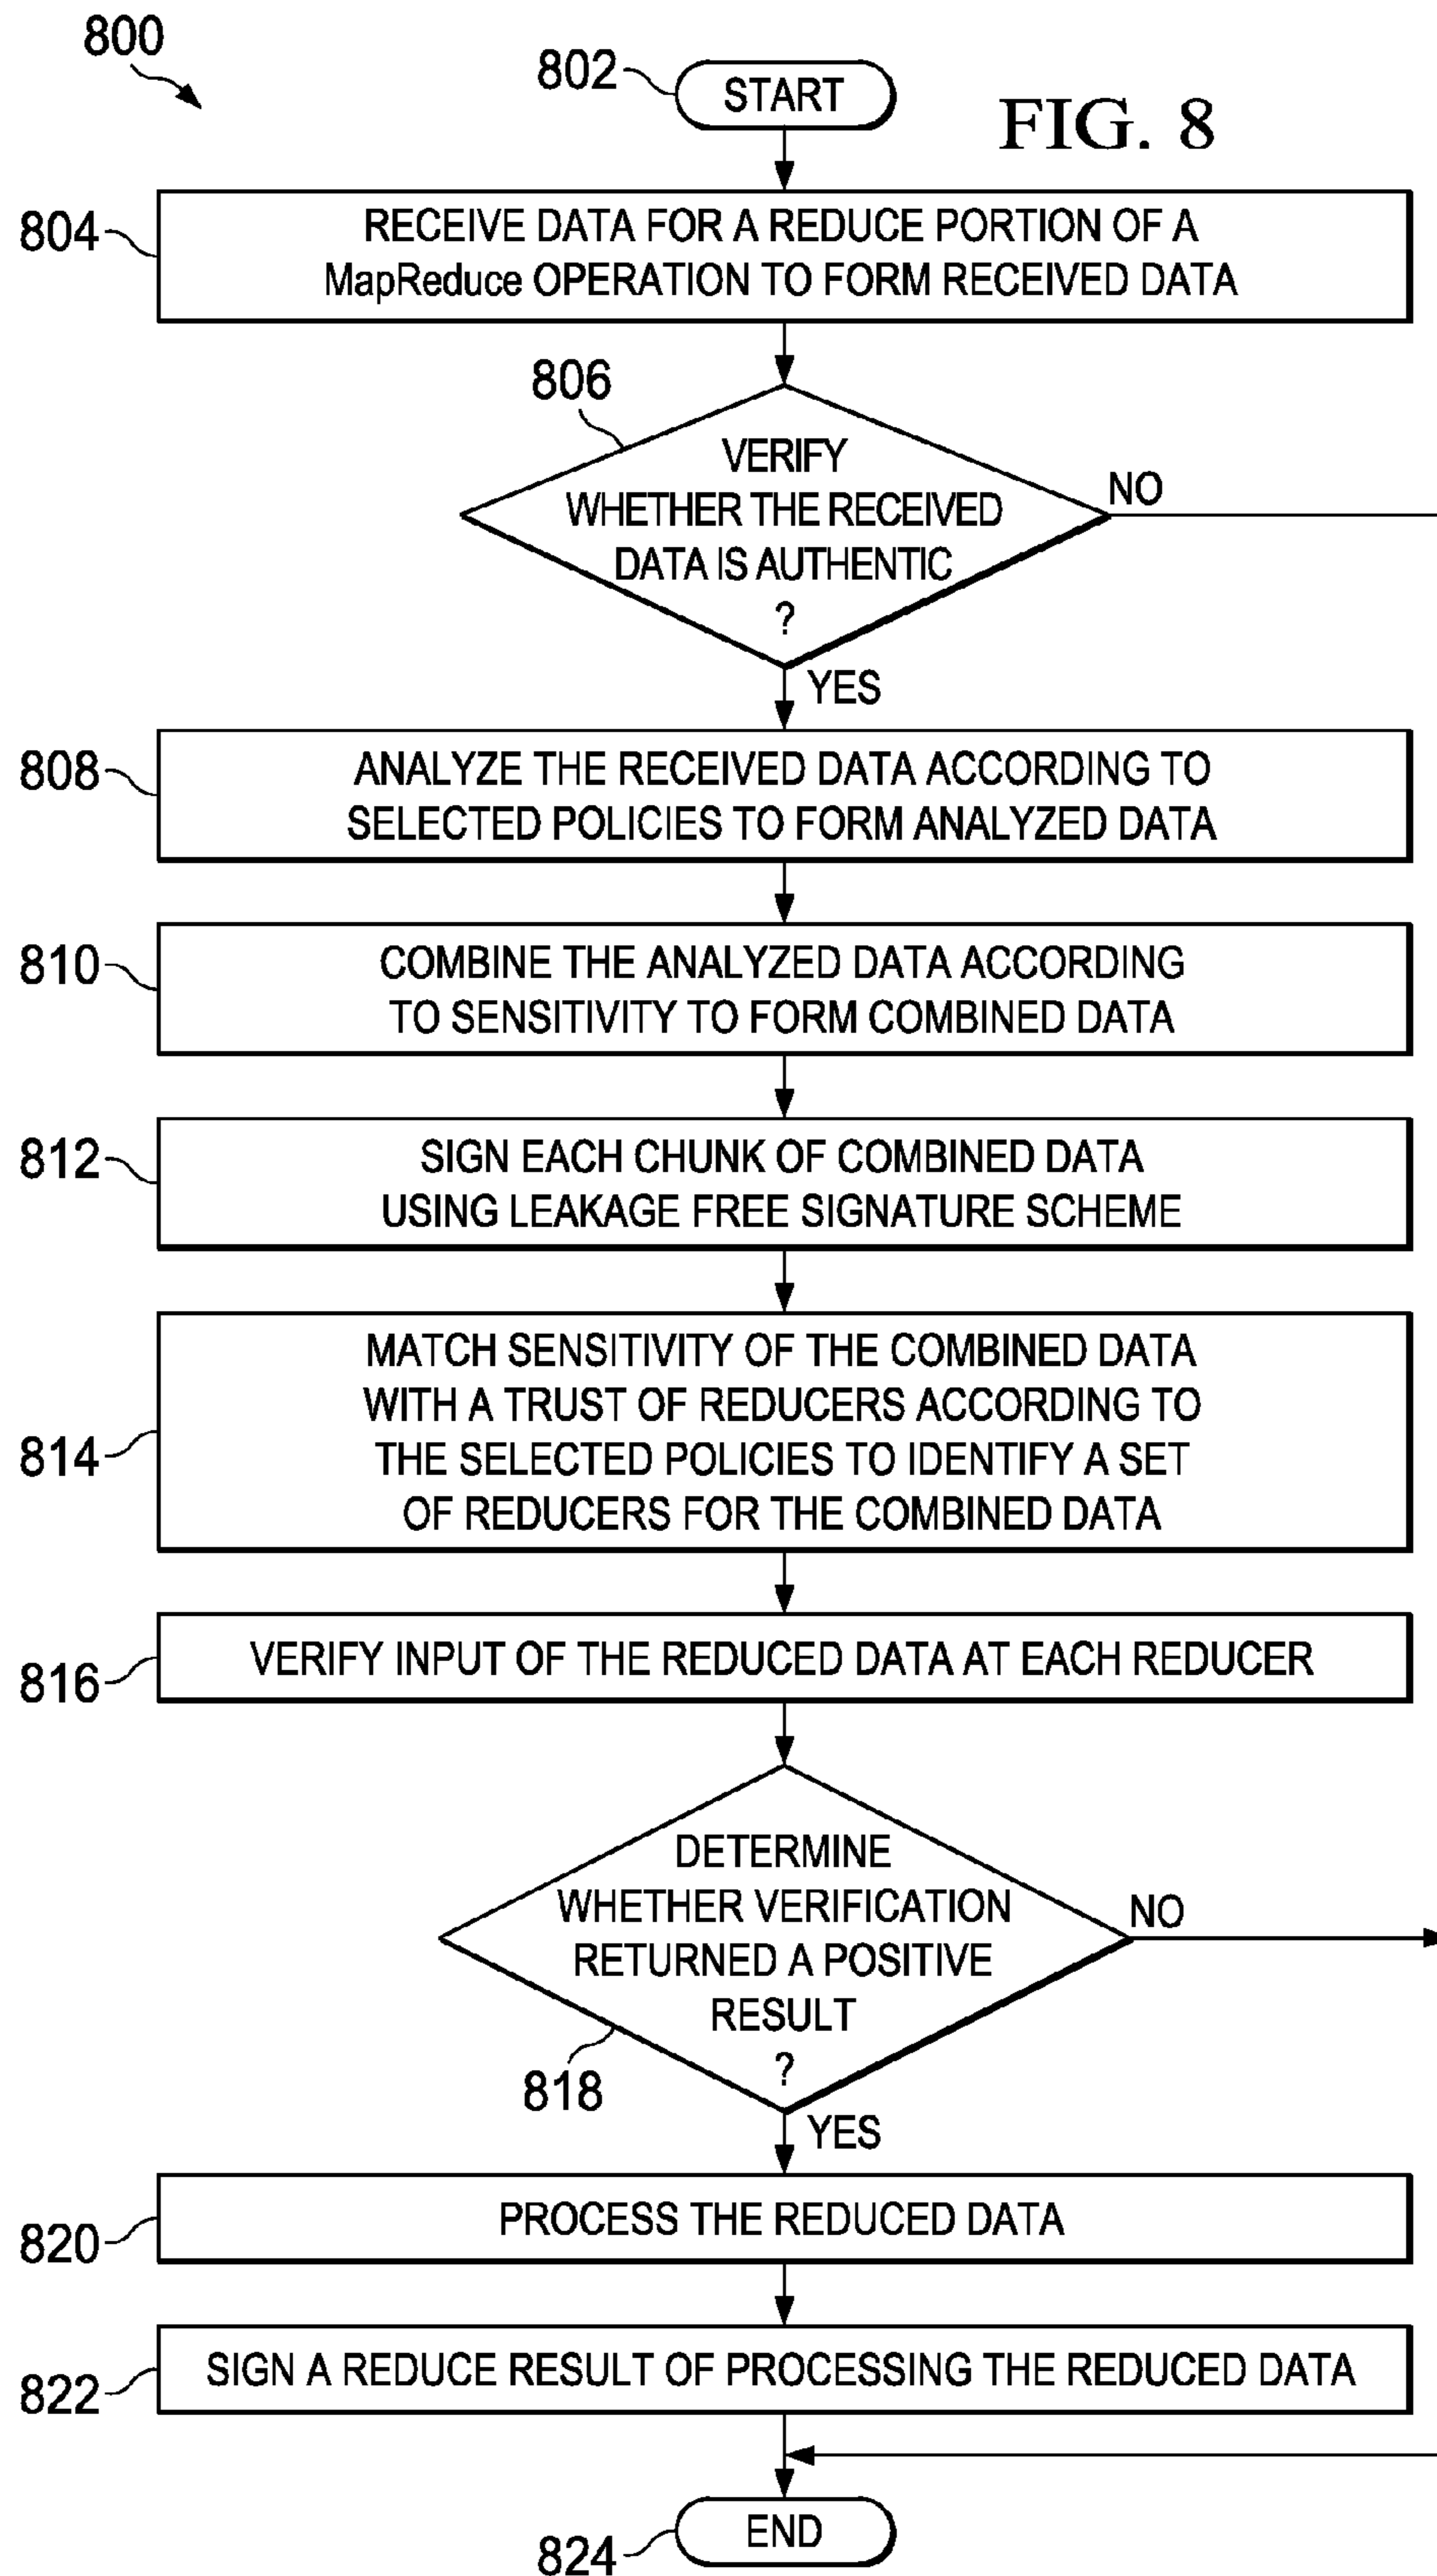 800
802
START
FIG. 8
804
RECEIVE DATA FOR A REDUCE PORTION OF A
MapReduce OPERATION TO FORM RECEIVED DATA
806
VERIFY
WHETHER THE RECEIVED
DATA IS AUTHENTIC
?
NO
YES
808
ANALYZE THE RECEIVED DATA ACCORDING TO
SELECTED POLICIES TO FORM ANALYZED DATA
810
COMBINE THE ANALYZED DATA ACCORDING
TO SENSITIVITY TO FORM COMBINED DATA
812
SIGN EACH CHUNK OF COMBINED DATA
USING LEAKAGE FREE SIGNATURE SCHEME
814
MATCH SENSITIVITY OF THE COMBINED DATA
WITH A TRUST OF REDUCERS ACCORDING TO
THE SELECTED POLICIES TO IDENTIFY A SET
OF REDUCERS FOR THE COMBINED DATA
816
VERIFY INPUT OF THE REDUCED DATA AT EACH REDUCER
DETERMINE
WHETHER VERIFICATION
RETURNED A POSITIVE
RESULT
?
NO
818
YES
820
PROCESS THE REDUCED DATA
822
SIGN A REDUCE RESULT OF PROCESSING THE REDUCED DATA
824
END